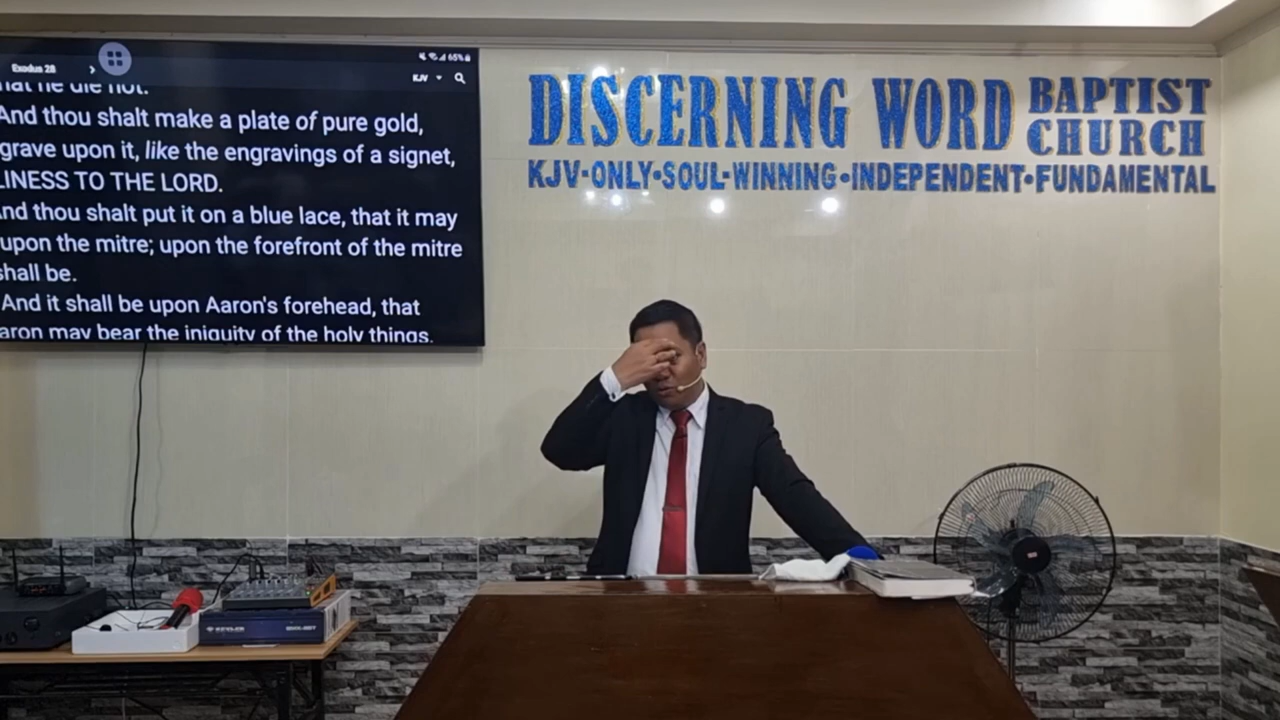 Exodus 28
65%
KJV
hat he die not.
And thou shalt make a plate of pure gold,
grave upon it, like the engravings of a signet,
LINESS TO THE LORD.
nd thou shalt put it on a blue lace, that it may
upon the mitre; upon the forefront of the mitre
shall be.
And it shall be upon Aaron's forehead, that
aron may bear the iniquity of the holy things,
DISCERNING WORD BAPTIST CHURCH
KJV-ONLY•SOUL-WINNING•INDEPENDENT•FUNDAMENTAL
KEVLER